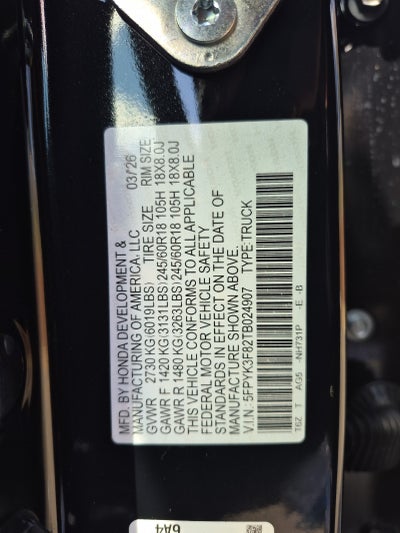 MFD. BY HONDA DEVELOPMENT &
MANUFACTURING OF AMERICA, LLC 03/26
GVWR 2730 KG(6019LBS) TIRE SIZE RIM SIZE
GAWR F 1420 KG(3131LBS) 245/60R18 105H 18X8.0J
GAWR R 1480 KG(3263LBS) 245/60R18 105H 18X8.0J
THIS VEHICLE CONFORMS TO ALL APPLICABLE
FEDERAL MOTOR VEHICLE SAFETY
STANDARDS IN EFFECT ON THE DATE OF
MANUFACTURE SHOWN ABOVE.
V.I.N. 5FPYK3F82TB024907 TYPE:TRUCK
T6Z T AG5 -NH731P -E -B
6A4